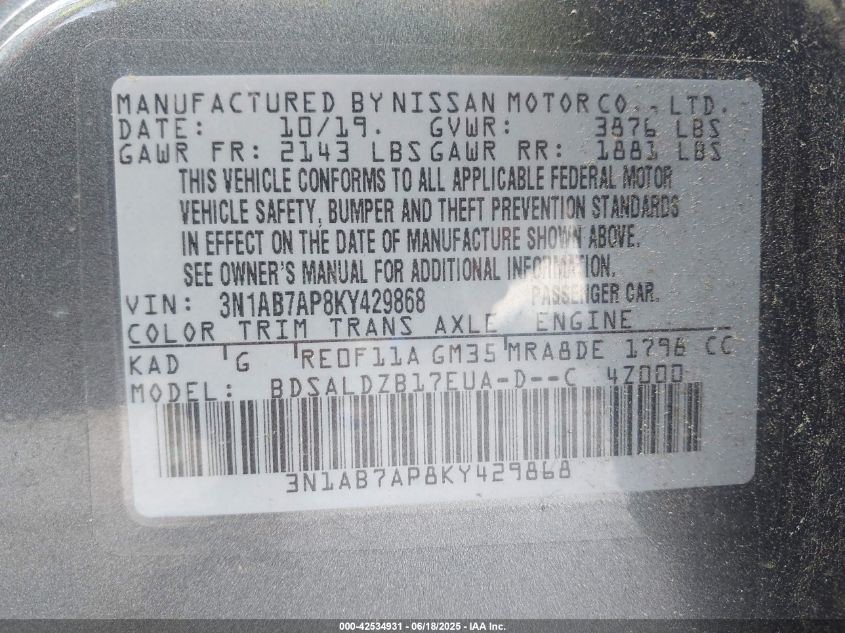 MANUFACTURED BY NISSAN MOTOR CO., LTD.
DATE: 10/19. GVWR: 3876 LBS
GAWR FR: 2143 LBS GAWR RR: 1881 LBS
THIS VEHICLE CONFORMS TO ALL APPLICABLE FEDERAL MOTOR
VEHICLE SAFETY, BUMPER AND THEFT PREVENTION STANDARDS
IN EFFECT ON THE DATE OF MANUFACTURE SHOWN ABOVE.
SEE OWNER'S MANUAL FOR ADDITIONAL INFORMATION.
VIN: 3N1AB7AP8KY429868 PASSENGER CAR.
COLOR TRIM TRANS AXLE ENGINE
KAD G RE0F11A GM35 MRA8DE 1798 CC
MODEL: BDSALDZB17EUA-D--C 4Z000
3N1AB7AP8KY429868
000-42534931 - 06/18/2025 - IAA Inc.